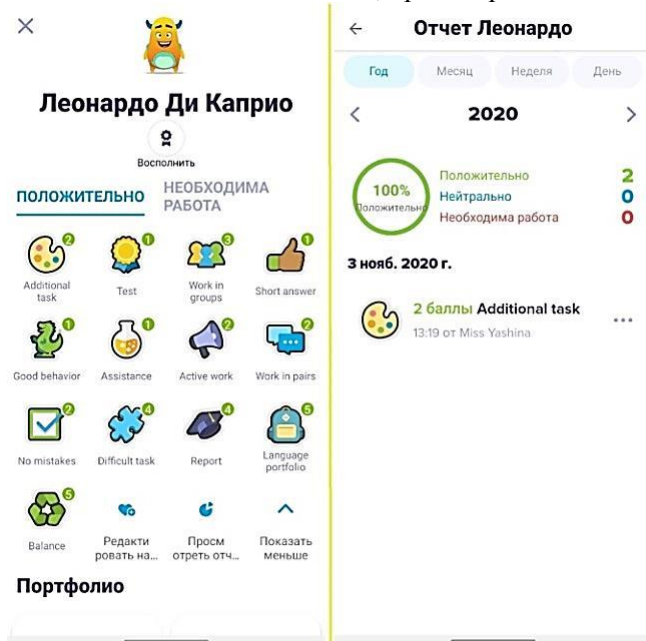 Леонардо Ди Каприо
Восполнить
ПОЛОЖИТЕЛЬНО
НЕОБХОДИМА
РАБОТА
2
1
3
1
Additional
task
Test
Work in
groups
Short answer
1
1
2
2
Good behavior
Assistance
Active work
Work in pairs
2
4
4
5
No mistakes
Difficult task
Report
Language
portfolio
5
Balance
Редакти
ровать на...
Просм
отреть отч...
Показать
меньше
Портфолио
Отчет Леонардо
Год
Месяц
Неделя
День
2020
100%
Положительно
Положительно 2
Нейтрально 0
Необходима работа 0
3 нояб. 2020 г.
2 баллы Additional task
13:19 от Miss Yashina